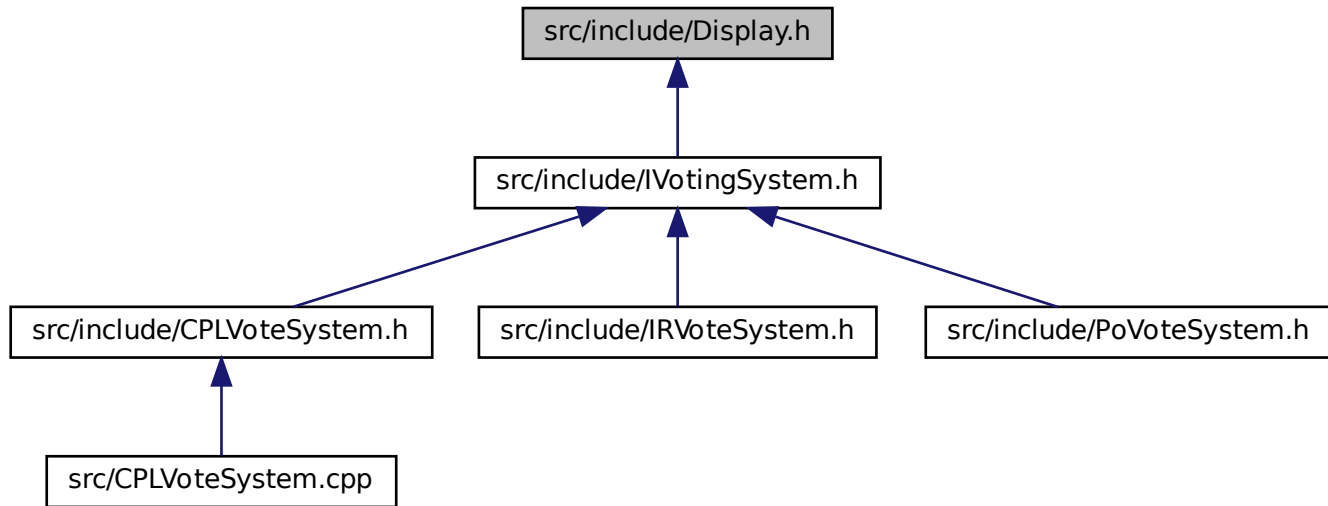 src/include/Display.h
src/include/IVotingSystem.h
src/include/CPLVoteSystem.h
src/include/IRVoteSystem.h
src/include/PoVoteSystem.h
src/CPLVoteSystem.cpp